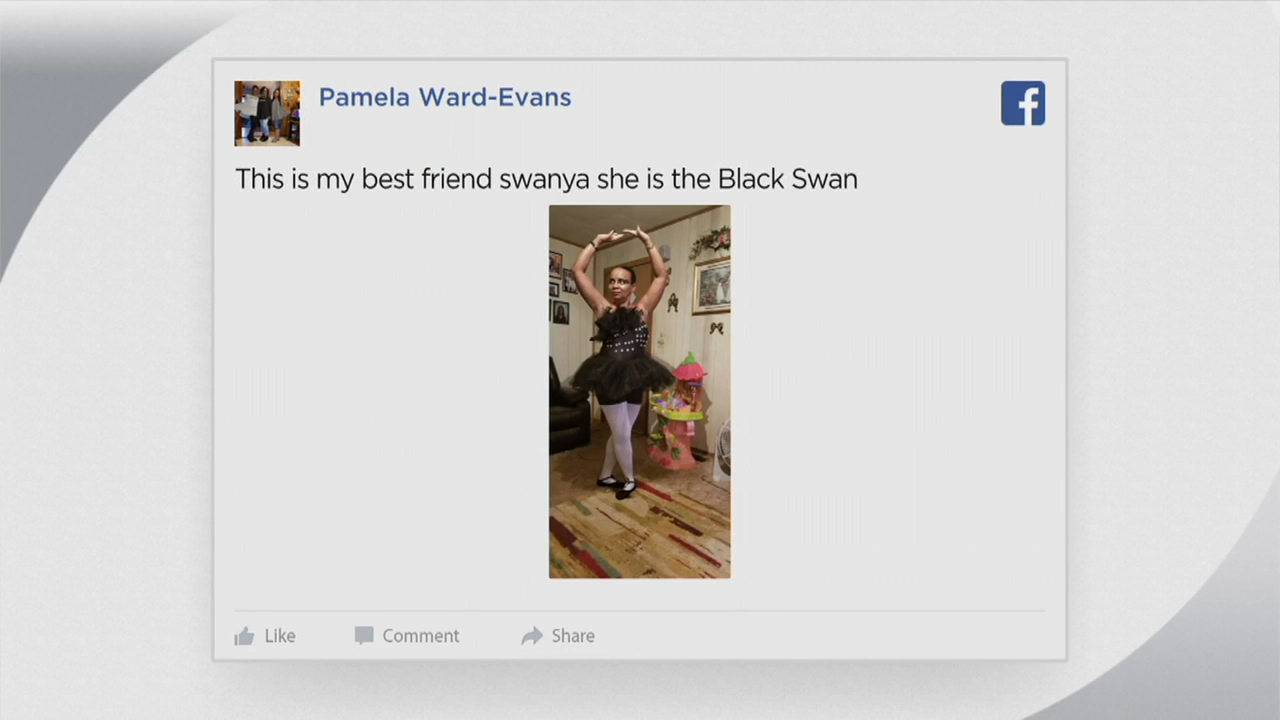 Pamela Ward-Evans
f
This is my best friend swanya she is the Black Swan
Like
Comment
Share